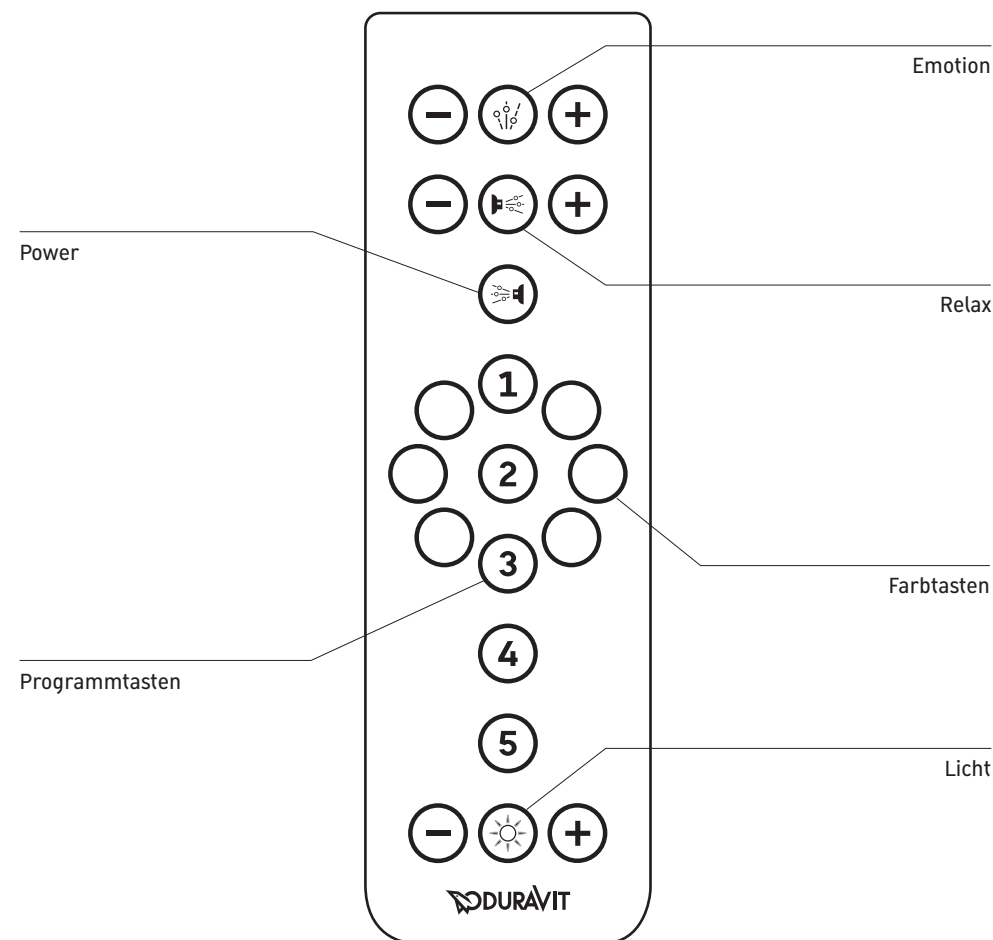 Emotion
Power
Relax
1
2
3
Farbtasten
4
Programmtasten
5
Licht
DURAVIT